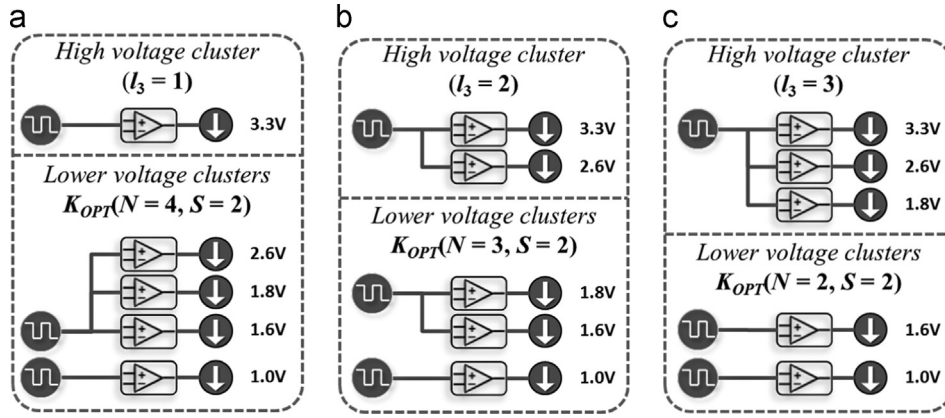 a
High voltage cluster
(l3 = 1)
3.3V
Lower voltage clusters
KOPT(N = 4, S = 2)
2.6V
1.8V
1.6V
1.0V
b
High voltage cluster
(l3 = 2)
3.3V
2.6V
Lower voltage clusters
KOPT(N = 3, S = 2)
1.8V
1.6V
1.0V
c
High voltage cluster
(l3 = 3)
3.3V
2.6V
1.8V
Lower voltage clusters
KOPT(N = 2, S = 2)
1.6V
1.0V